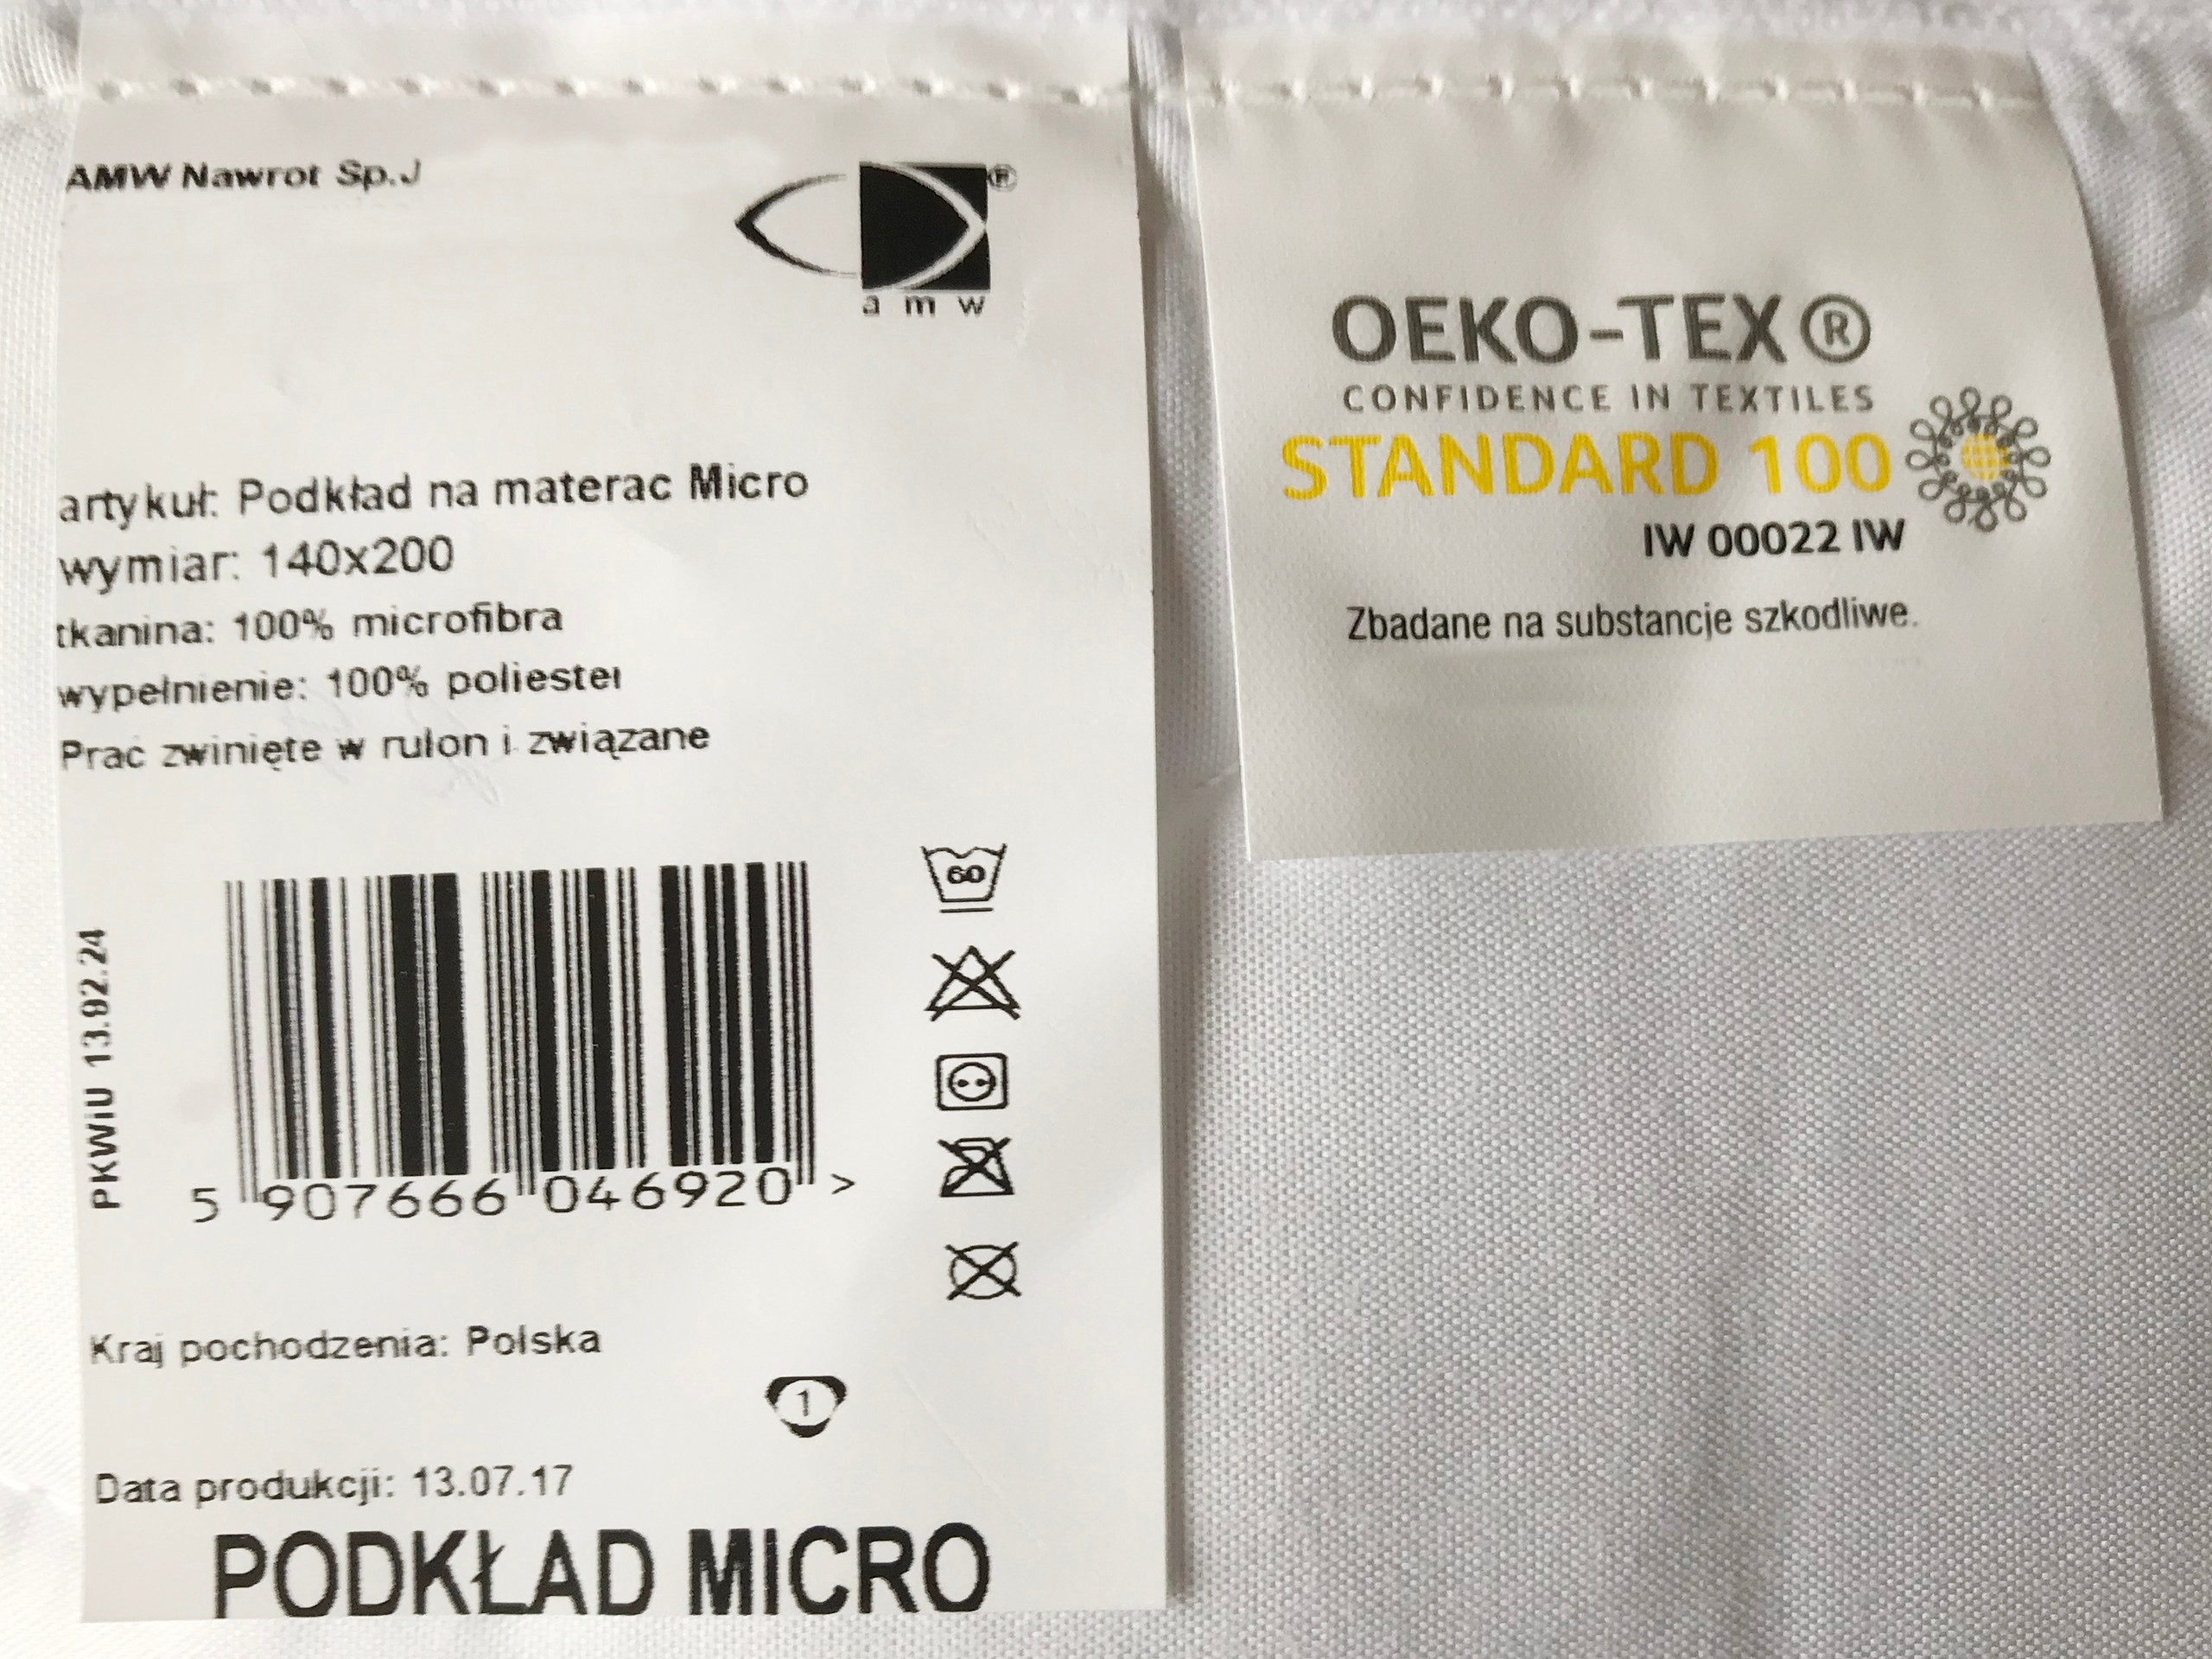 AMW Nawrot Sp.J
®
a m w
artykuł: Podkład na materac Micro
wymiar: 140x200
tkanina: 100% microfibra
wypełnienie: 100% poliester
Prac zwinięte w rulon i związane
60
PKWiU 13.92.24
5 907666 046920 >
Kraj pochodzenia: Polska
1
Data produkcji: 13.07.17
PODKŁAD MICRO
OEKO-TEX®
CONFIDENCE IN TEXTILES
STANDARD 100
IW 00022 IW
Zbadane na substancje szkodliwe.